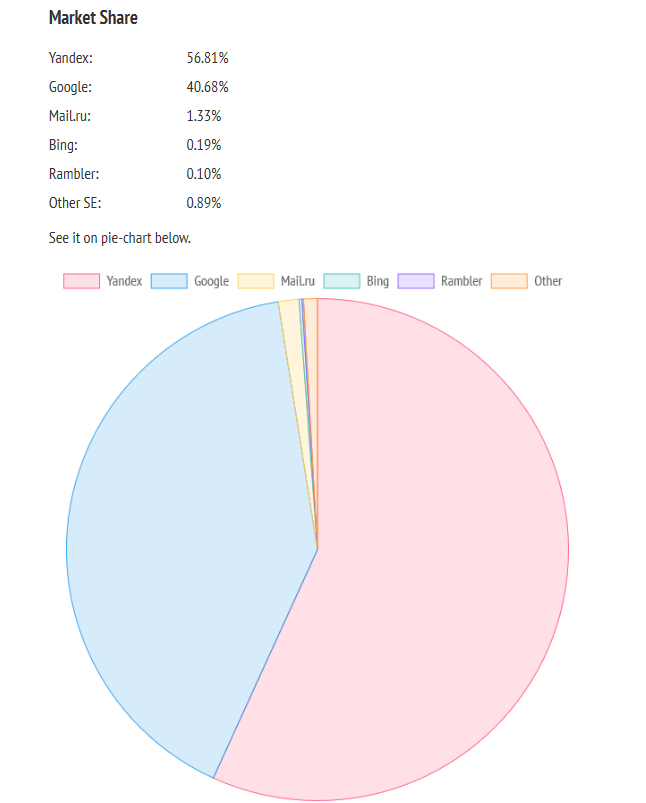 Market Share
Yandex: 56.81%
Google: 40.68%
Mail.ru: 1.33%
Bing: 0.19%
Rambler: 0.10%
Other SE: 0.89%
See it on pie-chart below.
Yandex Google Mail.ru Bing Rambler Other